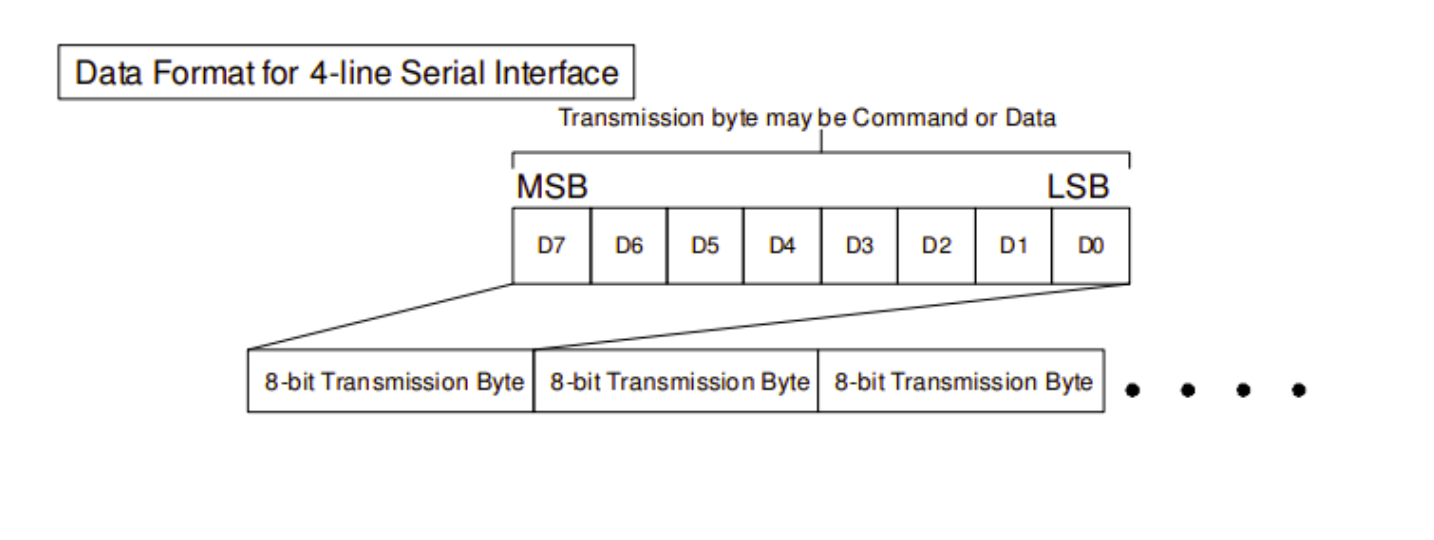 Data Format for 4-line Serial Interface
Transmission byte may be Command or Data
MSB LSB
D7 D6 D5 D4 D3 D2 D1 D0
8-bit Transmission Byte 8-bit Transmission Byte 8-bit Transmission Byte